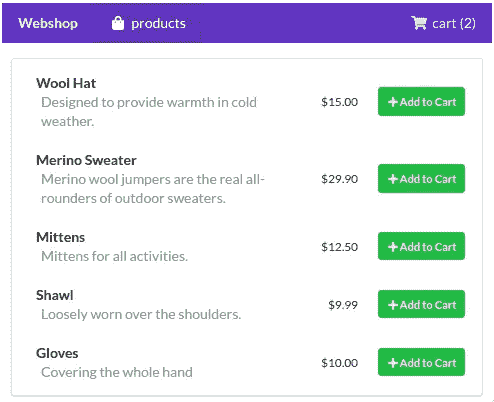 Webshop products cart (2)
Wool Hat
Designed to provide warmth in cold
weather.
$15.00 Add to Cart
Merino Sweater
Merino wool jumpers are the real all-
rounders of outdoor sweaters.
$29.90 Add to Cart
Mittens
Mittens for all activities.
$12.50 Add to Cart
Shawl
Loosely worn over the shoulders.
$9.99 Add to Cart
Gloves
Covering the whole hand
$10.00 Add to Cart